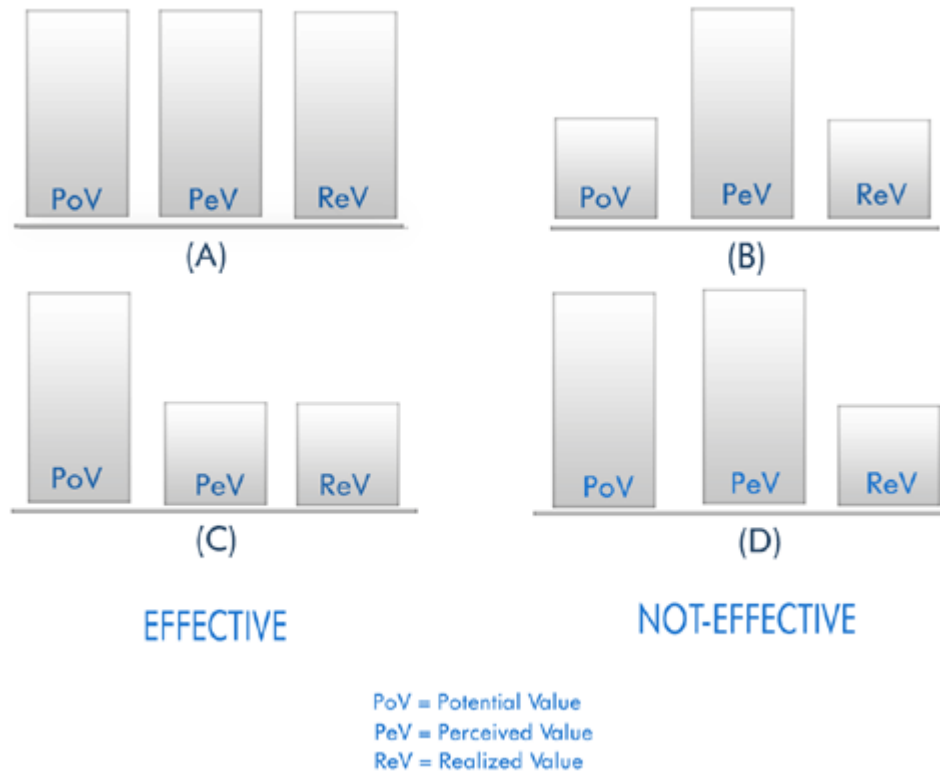 PoV PeV ReV
(A)
PoV PeV ReV
(B)
PoV PeV ReV
(C)
PoV PeV ReV
(D)
EFFECTIVE
NOT-EFFECTIVE
PoV = Potential Value
PeV = Perceived Value
ReV = Realized Value